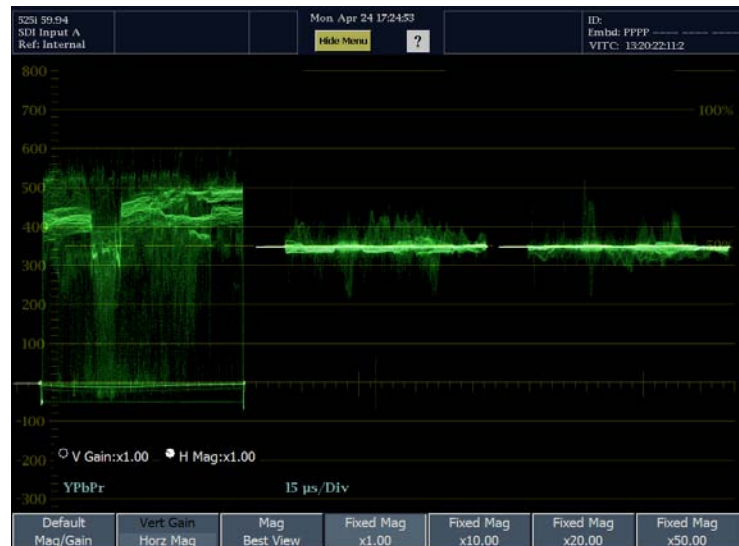 525i 59.94
SDI Input A
Ref: Internal
Mon Apr 24 17:24:53
Hide Menu
?
ID:
Embd: PPPP ---- ---- ----
VITC: 13:20:22:11:2
800
700
100%
600
500
400
50%
300
200
100
-100
-200
V Gain:x1.00
H Mag:x1.00
YPbPr
15 µs/Div
-300
Default
Mag/Gain
Vert Gain
Horz Mag
Mag
Best View
Fixed Mag
x1.00
Fixed Mag
x10.00
Fixed Mag
x20.00
Fixed Mag
x50.00